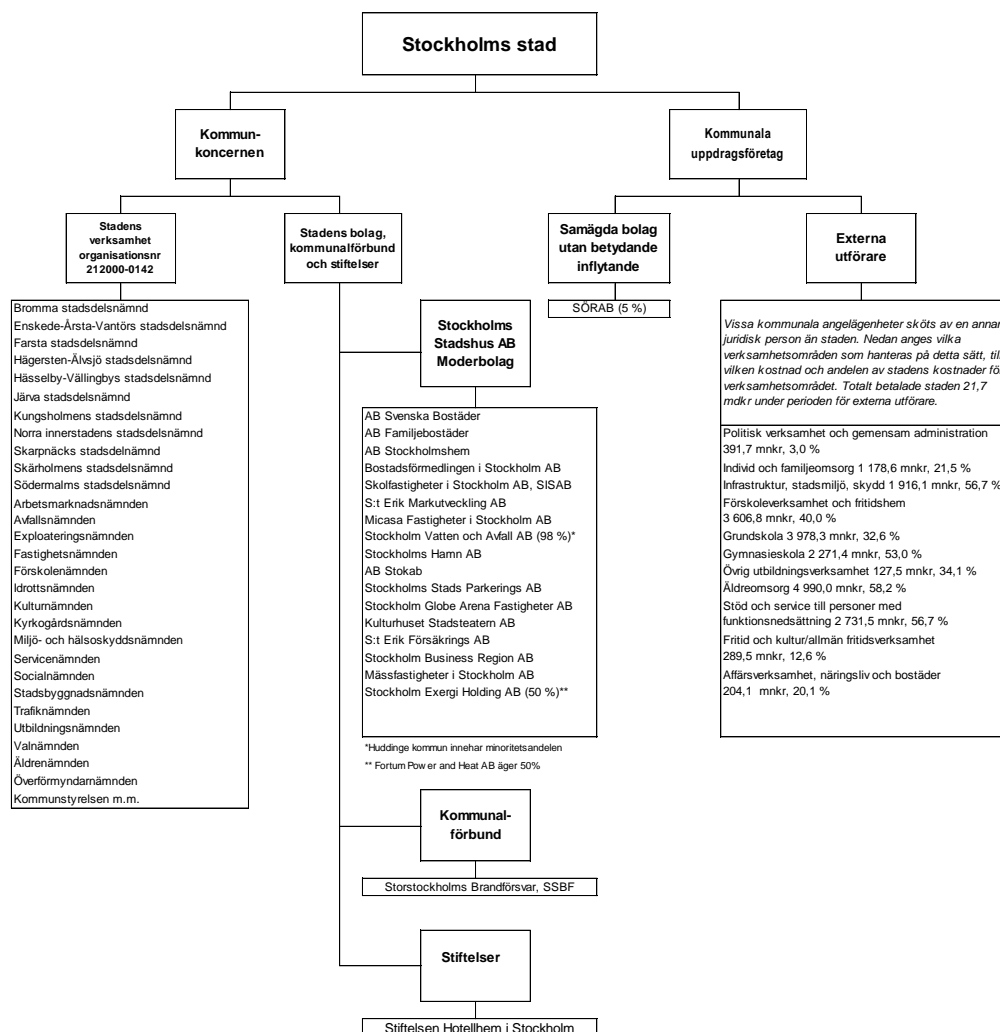 Stockholms stad
Kommun-
koncernen
Kommunala
uppdragsföretag
Stadens
verksamhet
organisationsnr
212000-0142
Stadens bolag,
kommunalförbund
och stiftelser
Samägda bolag
utan betydande
inflytande
Externa
utförare
Bromma stadsdelsnämnd
Enskede-Årsta-Vantörs stadsdelsnämnd
Farsta stadsdelsnämnd
Hägersten-Älvsjö stadsdelsnämnd
Hässelby-Vällingbys stadsdelsnämnd
Järva stadsdelsnämnd
Kungsholmens stadsdelsnämnd
Norra innerstadens stadsdelsnämnd
Skarpnäcks stadsdelnämnd
Skärholmens stadsdelsnämnd
Södermalms stadsdelsnämnd
Arbetsmarknadsnämnden
Avfallsnämnden
Exploateringsnämnden
Fastighetsnämnden
Förskolenämnden
Idrottsnämnden
Kulturnämnden
Kyrkogårdsnämnden
Miljö- och hälsoskyddsnämnden
Servicenämnden
Socialnämnden
Stadsbyggnadsnämnden
Trafiknämnden
Utbildningsnämnden
Valnämnden
Äldrenämnden
Överförmyndarnämnden
Kommunstyrelsen m.m.
Stockholms
Stadshus AB
Moderbolag
AB Svenska Bostäder
AB Familjebostäder
AB Stockholmshem
Bostadsförmedlingen i Stockholm AB
Skolfastigheter i Stockholm AB, SISAB
S:t Erik Markutveckling AB
Micasa Fastigheter i Stockholm AB
Stockholm Vatten och Avfall AB (98 %)*
Stockholms Hamn AB
AB Stokab
Stockholms Stads Parkerings AB
Stockholm Globe Arena Fastigheter AB
Kulturhuset Stadsteatern AB
S:t Erik Försäkrings AB
Stockholm Business Region AB
Mässfastigheter i Stockholm AB
Stockholm Exergi Holding AB (50 %)**
*Huddinge kommun innehar minoritetsandelen
** Fortum Power and Heat AB äger 50%
Kommunal-
förbund
Storstockholms Brandförsvar, SSBF
Stiftelser
Stiftelsen Hotellhem i Stockholm
SÖRAB (5 %)
Vissa kommunala angelägenheter sköts av en annan
juridisk person än staden. Nedan anges vilka
verksamhetsområden som hanteras på detta sätt, till
vilken kostnad och andelen av stadens kostnader fö
verksamhetsområdet. Totalt betalade staden 21,7
mdkr under perioden för externa utförare.
Politisk verksamhet och gemensam administration
391,7 mnkr, 3,0 %
Individ och familjeomsorg 1 178,6 mnkr, 21,5 %
Infrastruktur, stadsmiljö, skydd 1 916,1 mnkr, 56,7 %
Förskoleverksamhet och fritidshem
3 606,8 mnkr, 40,0 %
Grundskola 3 978,3 mnkr, 32,6 %
Gymnasieskola 2 271,4 mnkr, 53,0 %
Övrig utbildningsverksamhet 127,5 mnkr, 34,1 %
Äldreomsorg 4 990,0 mnkr, 58,2 %
Stöd och service till personer med
funktionsnedsättning 2 731,5 mnkr, 56,7 %
Fritid och kultur/allmän fritidsverksamhet
289,5 mnkr, 12,6 %
Affärsverksamhet, näringsliv och bostäder
204,1 mnkr, 20,1 %